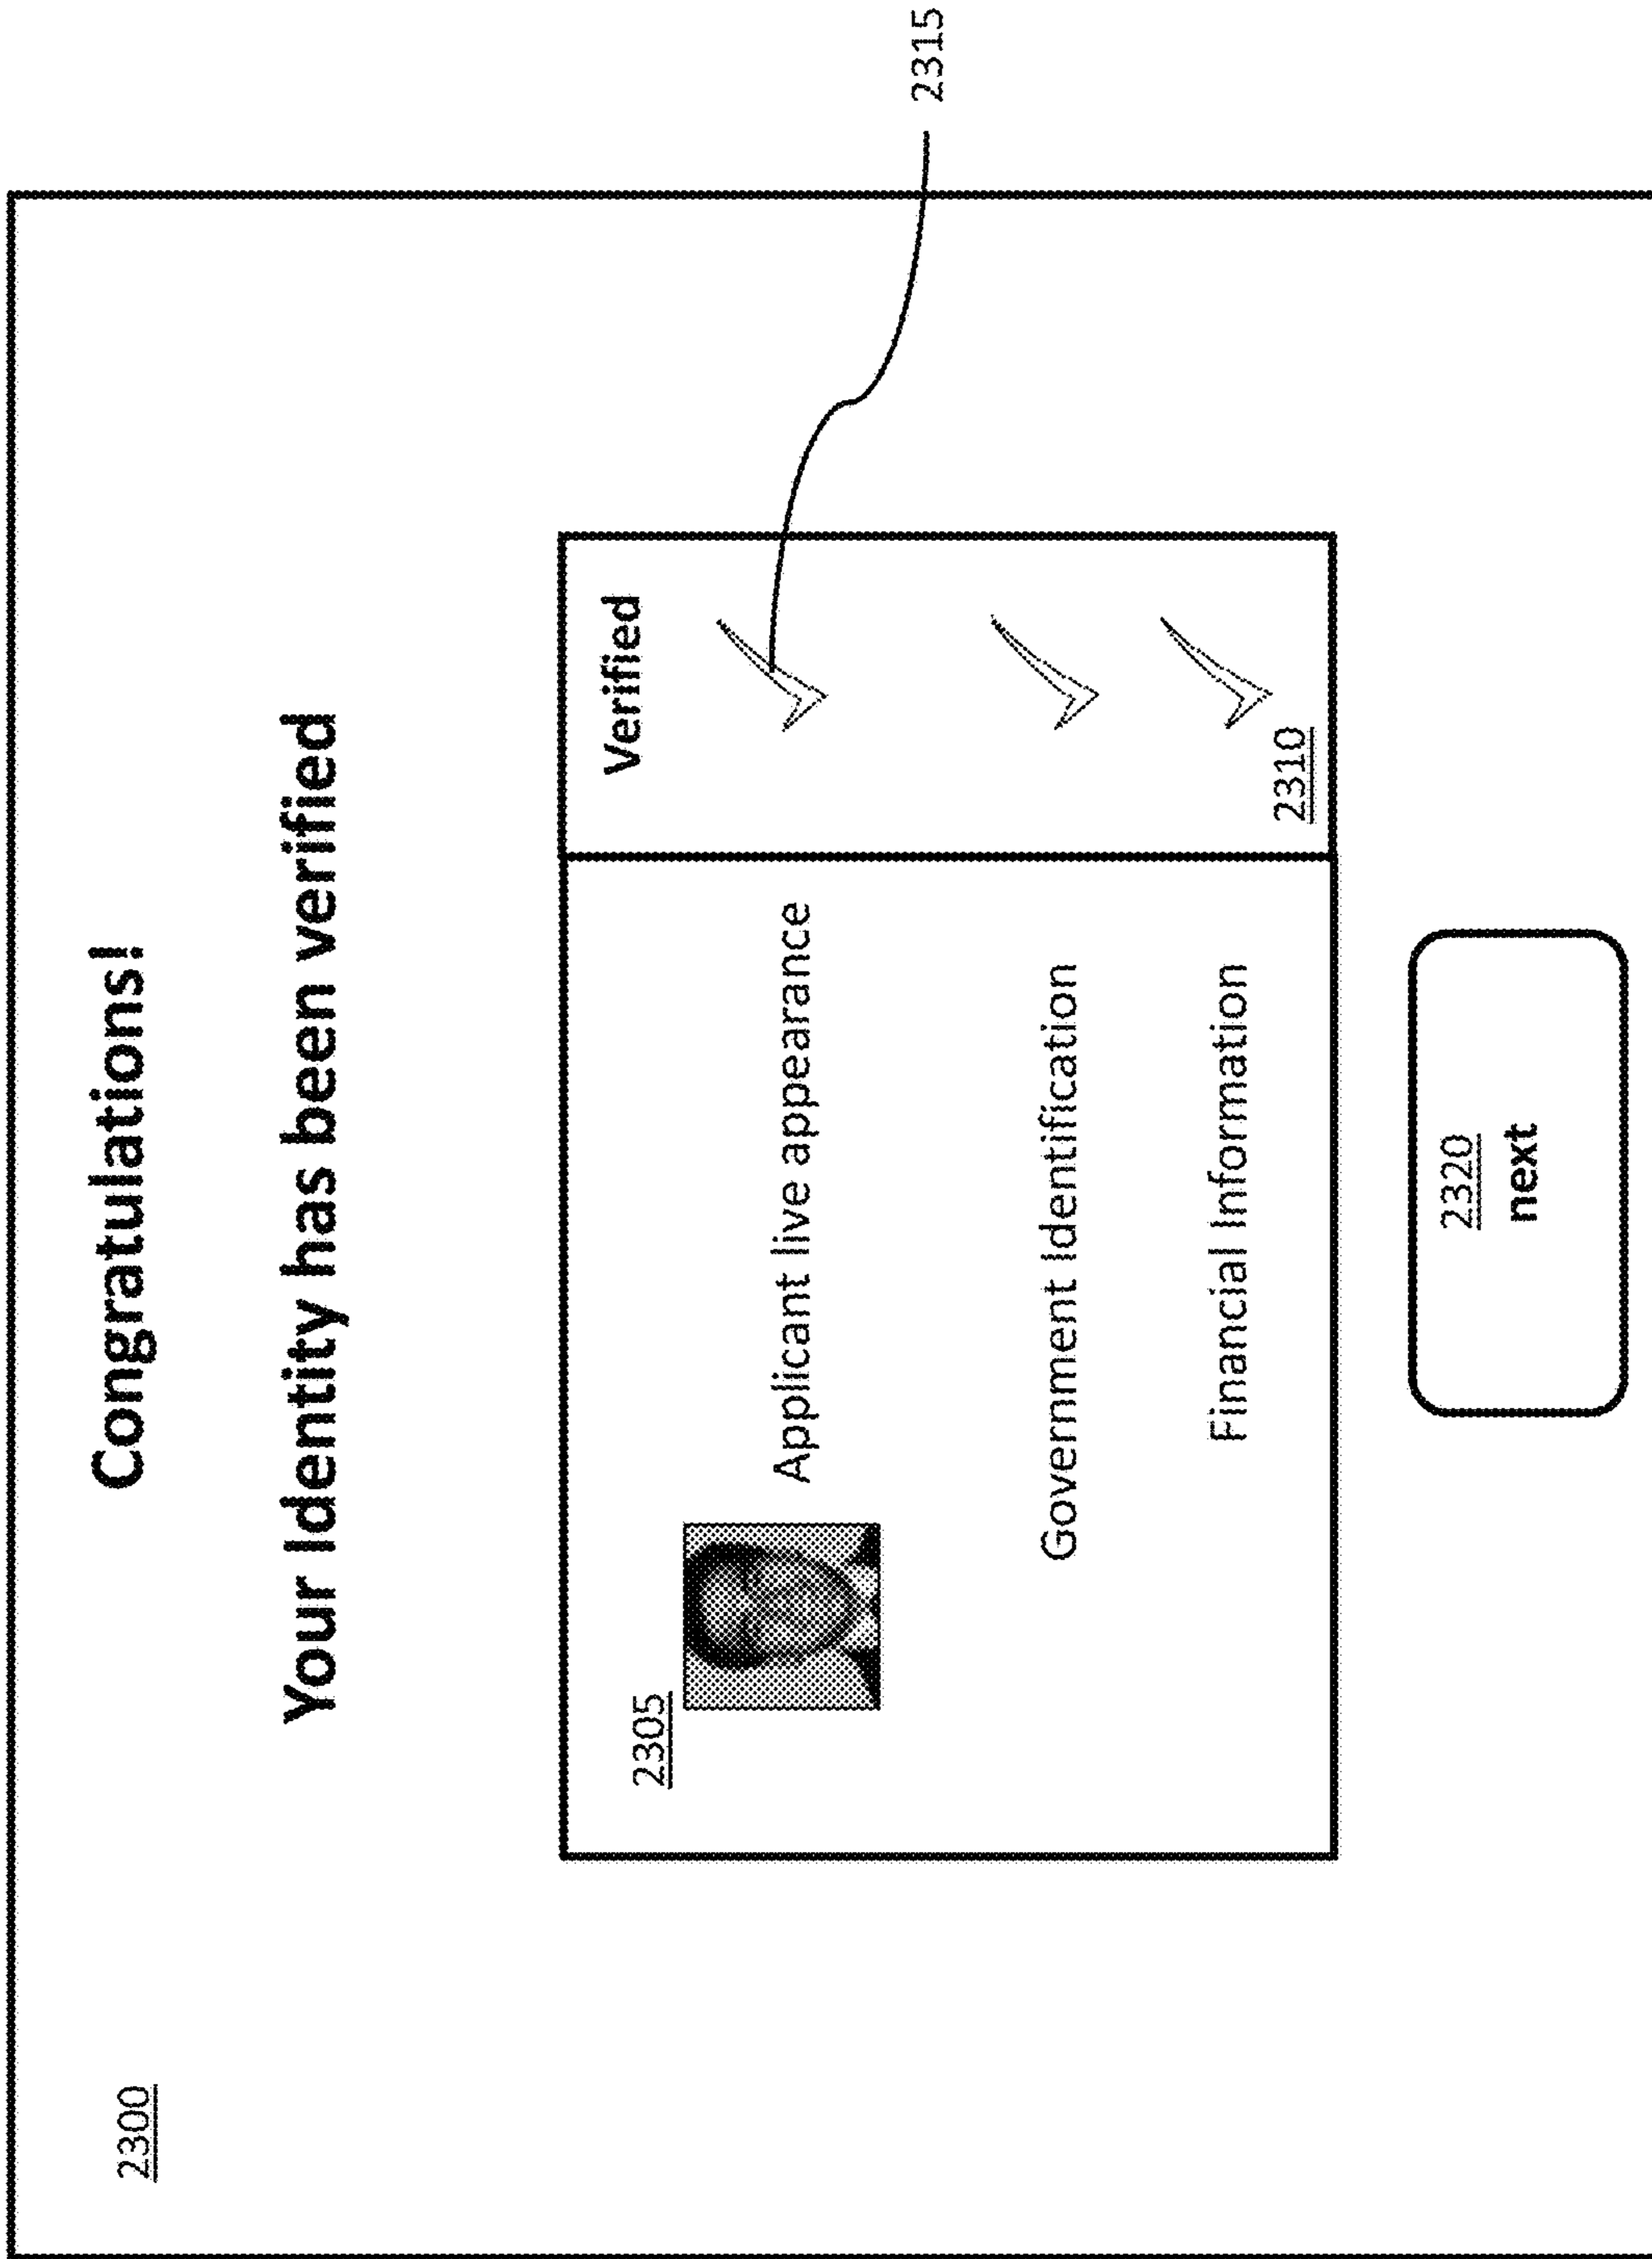 2300
Congratulations!
Your Identity has been verified
2305
Verified
Applicant live appearance
2315
Government Identification
Financial Information
2310
2320
next